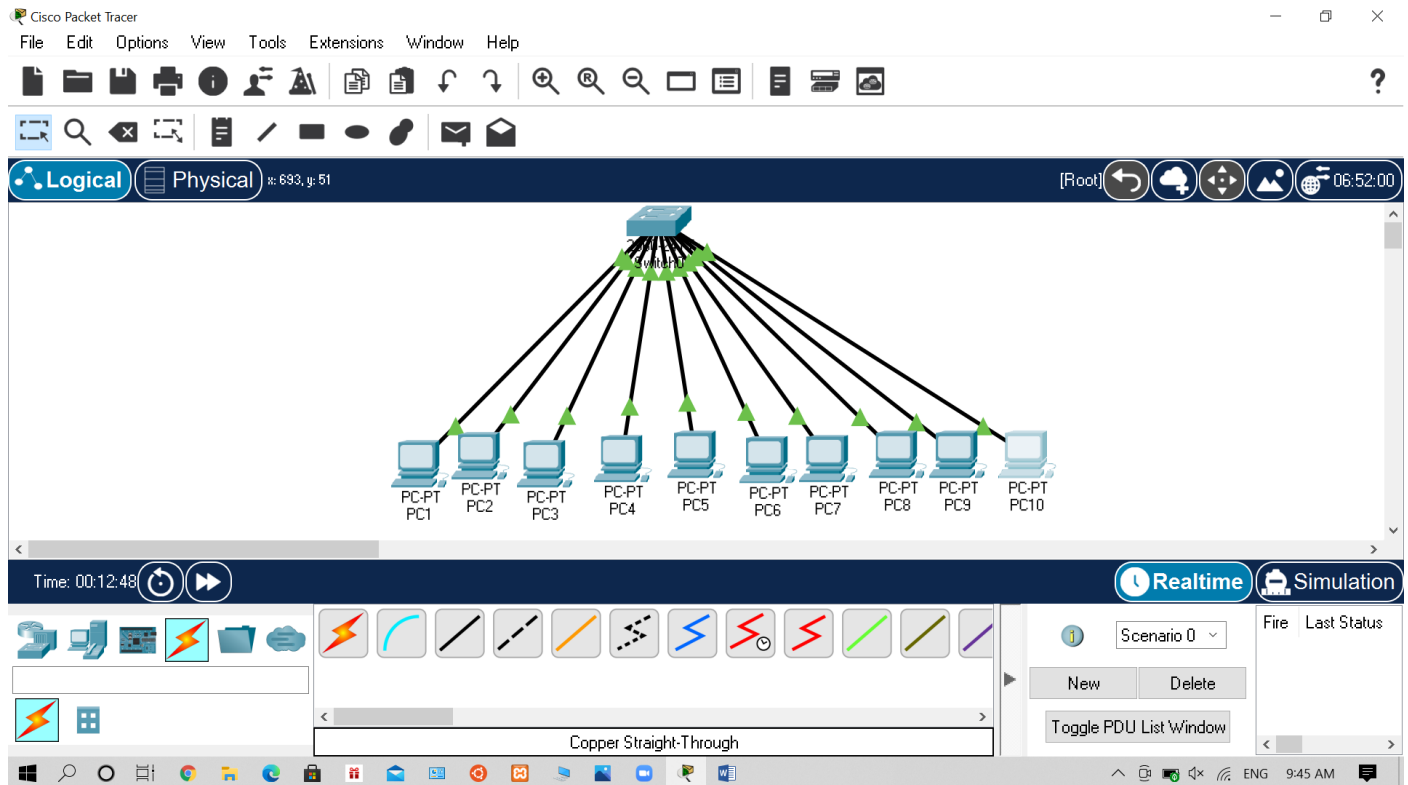 Cisco Packet Tracer
File Edit Options View Tools Extensions Window Help
Logical Physical x: 693, y: 51 [Root] 06:52:00
Switch0
PC-PT PC-PT PC-PT PC-PT PC-PT PC-PT PC-PT PC-PT PC-PT PC-PT
PC1 PC2 PC3 PC4 PC5 PC6 PC7 PC8 PC9 PC10
Time: 00:12:48 Realtime Simulation
Scenario 0 Fire Last Status
New Delete
Toggle PDU List Window
Copper Straight-Through
ENG 9:45 AM